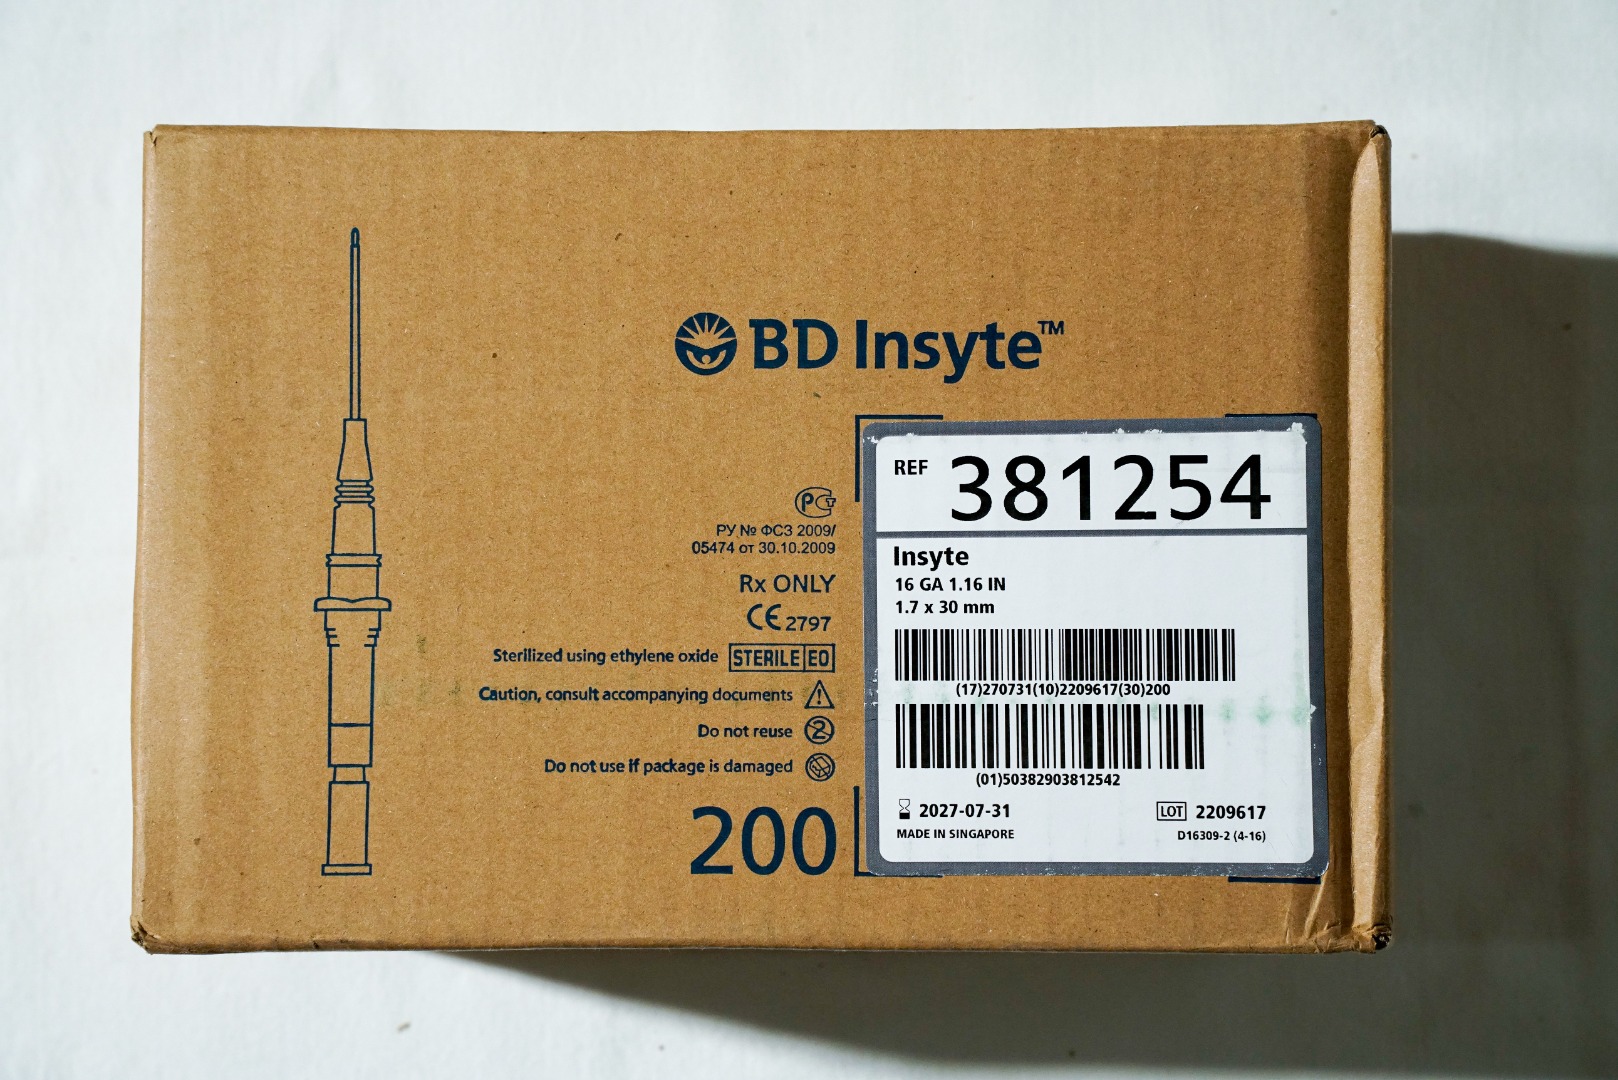 BD Insyte™
РСТ
РУ № ФСЗ 2009/
05474 от 30.10.2009
Rx ONLY
CE 2797
Sterilized using ethylene oxide STERILE EO
Caution, consult accompanying documents
Do not reuse 2
Do not use if package is damaged
200
REF 381254
Insyte
16 GA 1.16 IN
1.7 x 30 mm
(17)270731(10)2209617(30)200
(01)50382903812542
2027-07-31 LOT 2209617
MADE IN SINGAPORE D16309-2 (4-16)